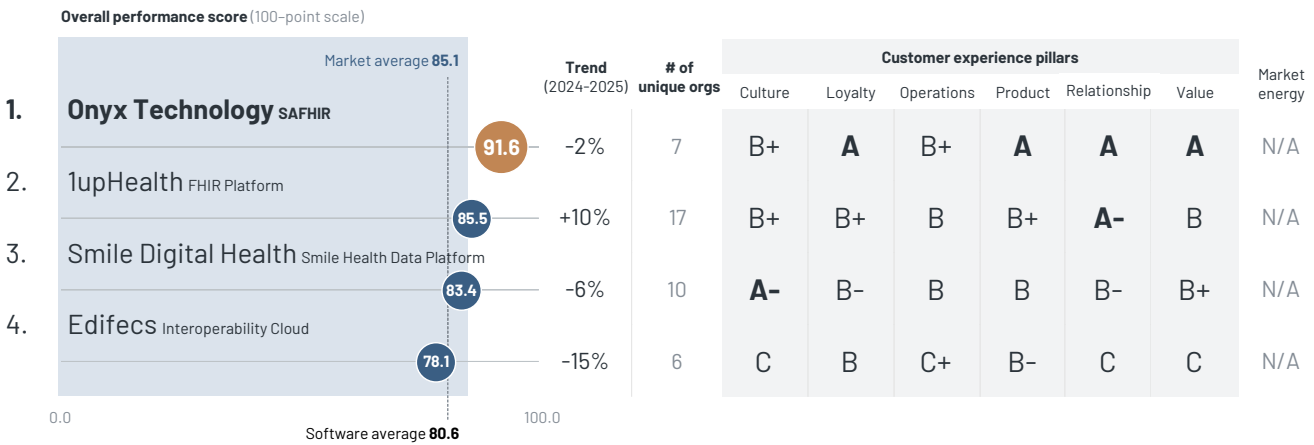 Overall performance score (100-point scale)
Market average 85.1
Trend
(2024-2025)
# of
unique orgs
Customer experience pillars
Culture Loyalty Operations Product Relationship Value
Market
energy
1. Onyx Technology SAFHIR
91.6 -2% 7 B+ A B+ A A A N/A
2. 1upHealth FHIR Platform
85.5 +10% 17 B+ B+ B B+ A- B N/A
3. Smile Digital Health Smile Health Data Platform
83.4 -6% 10 A- B- B B B- B+ N/A
4. Edifecs Interoperability Cloud
78.1 -15% 6 C B C+ B- C C N/A
0.0 100.0
Software average 80.6